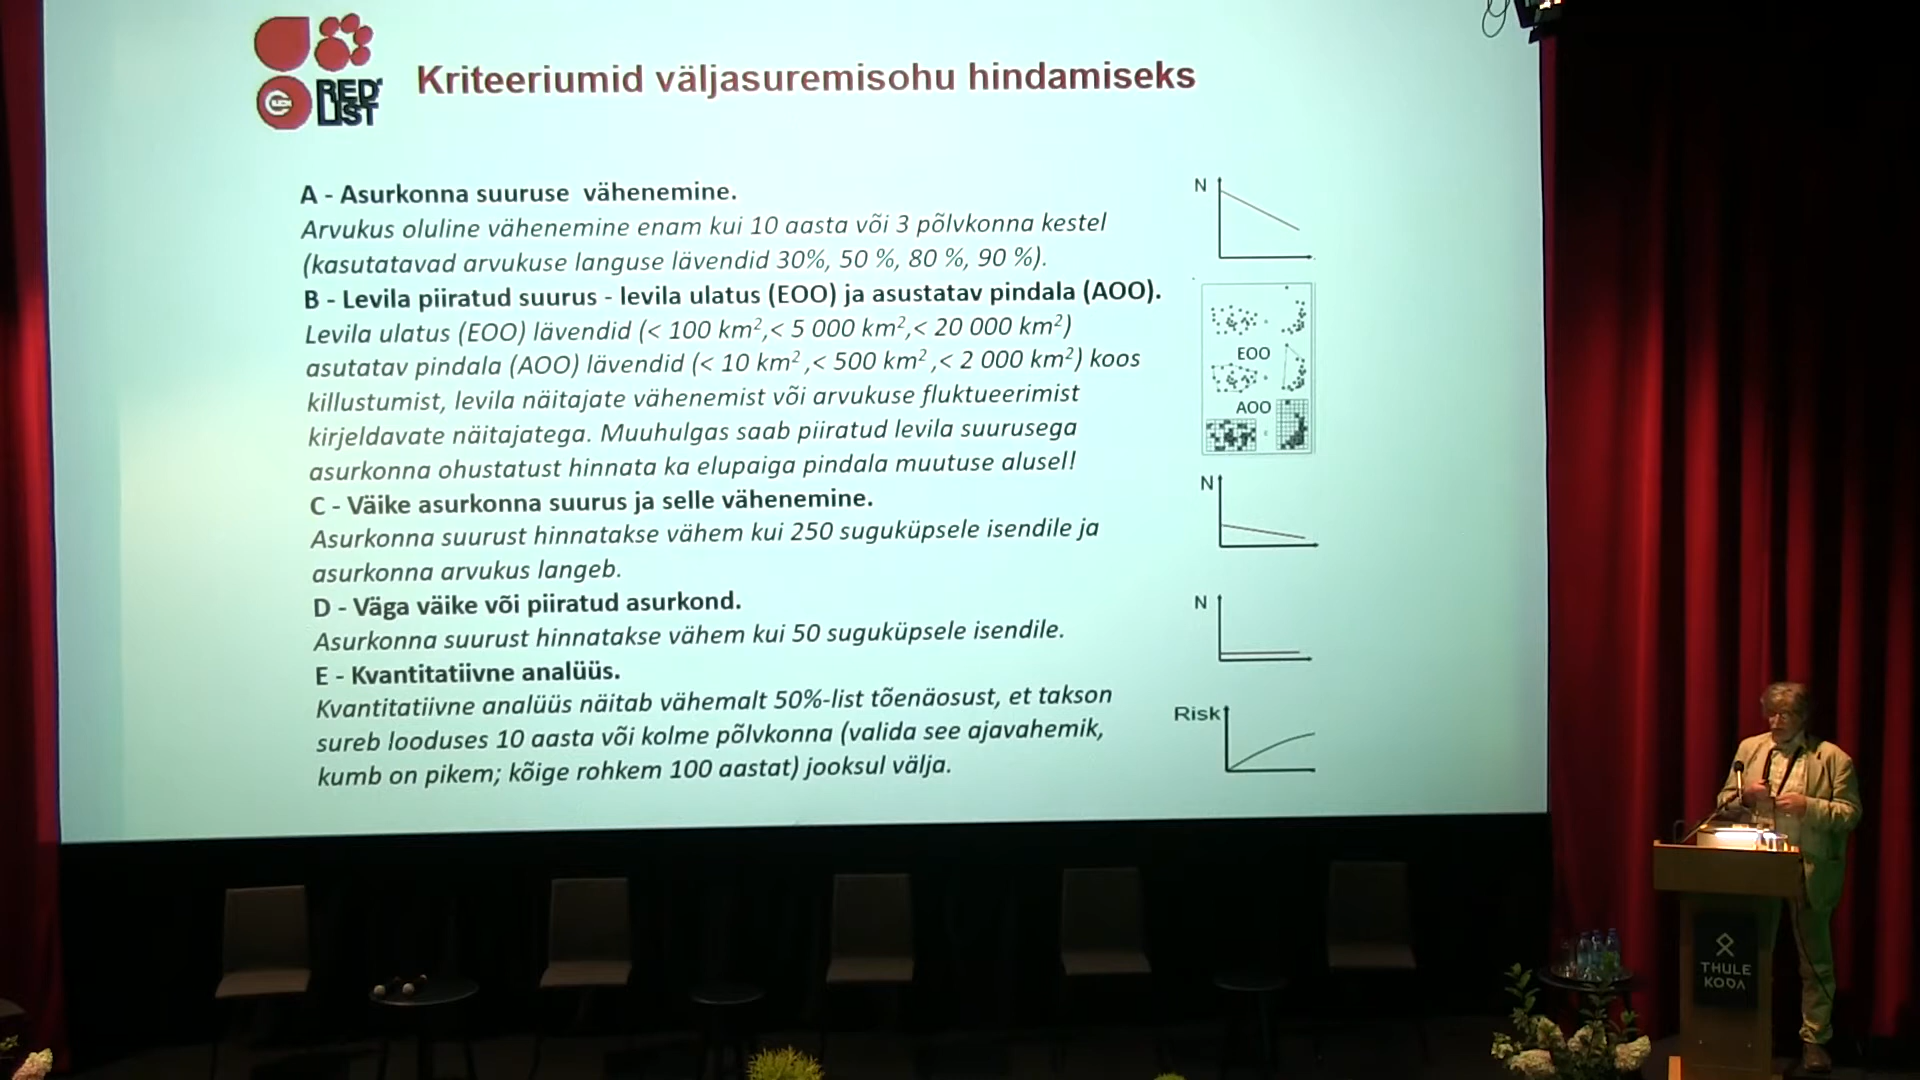 RED
LIST
Kriteeriumid väljasuremisohu hindamiseks
A - Asurkonna suuruse vähenemine.
Arvukus oluline vähenemine enam kui 10 aasta või 3 põlvkonna kestel
(kasutatavad arvukuse languse lävendid 30%, 50 %, 80 %, 90 %).
B - Levila piiratud suurus - levila ulatus (EOO) ja asustatav pindala (AOO).
Levila ulatus (EOO) lävendid (< 100 km²,< 5 000 km²,< 20 000 km²)
asutatav pindala (AOO) lävendid (< 10 km² ,< 500 km² ,< 2 000 km²) koos
killustumist, levila näitajate vähenemist või arvukuse fluktueerimist
kirjeldavate näitajatega. Muuhulgas saab piiratud levila suurusega
asurkonna ohustatust hinnata ka elupaiga pindala muutuse alusel!
C - Väike asurkonna suurus ja selle vähenemine.
Asurkonna suurust hinnatakse vähem kui 250 suguküpsele isendile ja
asurkonna arvukus langeb.
D - Väga väike või piiratud asurkond.
Asurkonna suurust hinnatakse vähem kui 50 suguküpsele isendile.
E - Kvantitatiivne analüüs.
Kvantitatiivne analüüs näitab vähemalt 50%-list tõenäosust, et takson
sureb looduses 10 aasta või kolme põlvkonna (valida see ajavahemik,
kumb on pikem; kõige rohkem 100 aastat) jooksul välja.
N
EOO
AOO
N
N
Risk
THULE
KODA